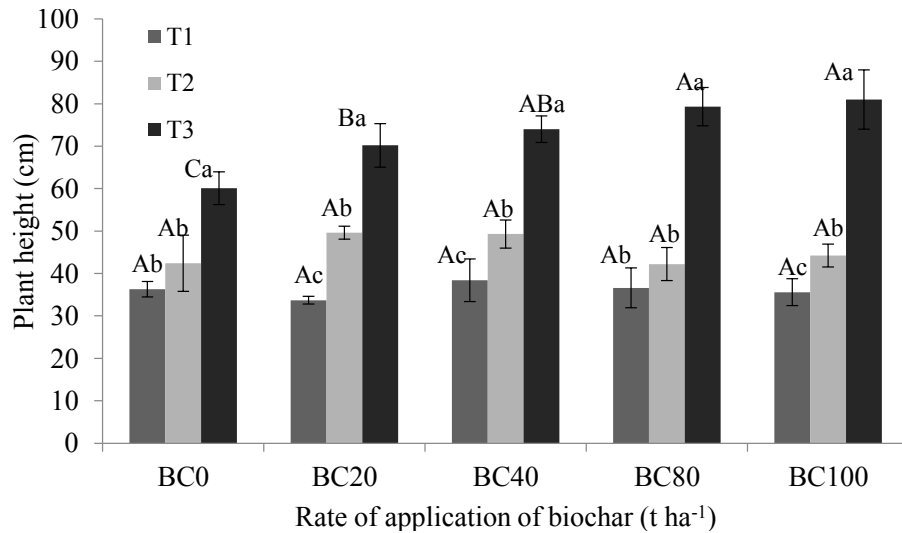 100
90
80
70
60
50
40
30
20
10
0
Plant height (cm)
T1
T2
T3
Ab
Ab
Ca
Ac
Ab
Ba
Ac
Ab
ABa
Ab
Ab
Aa
Ac
Ab
Aa
BC0 BC20 BC40 BC80 BC100
Rate of application of biochar (t ha⁻¹)